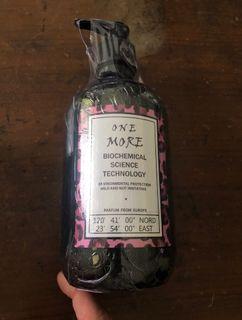 ONE
MORE
BIOCHEMICAL
SCIENCE
TECHNOLOGY
ENVIRONMENTAL PROTECTION
MILD AND NOT IRRITATING
PARFUM FROM EUROPE
170° 41' 00" NORD
23° 54' 00" EAST